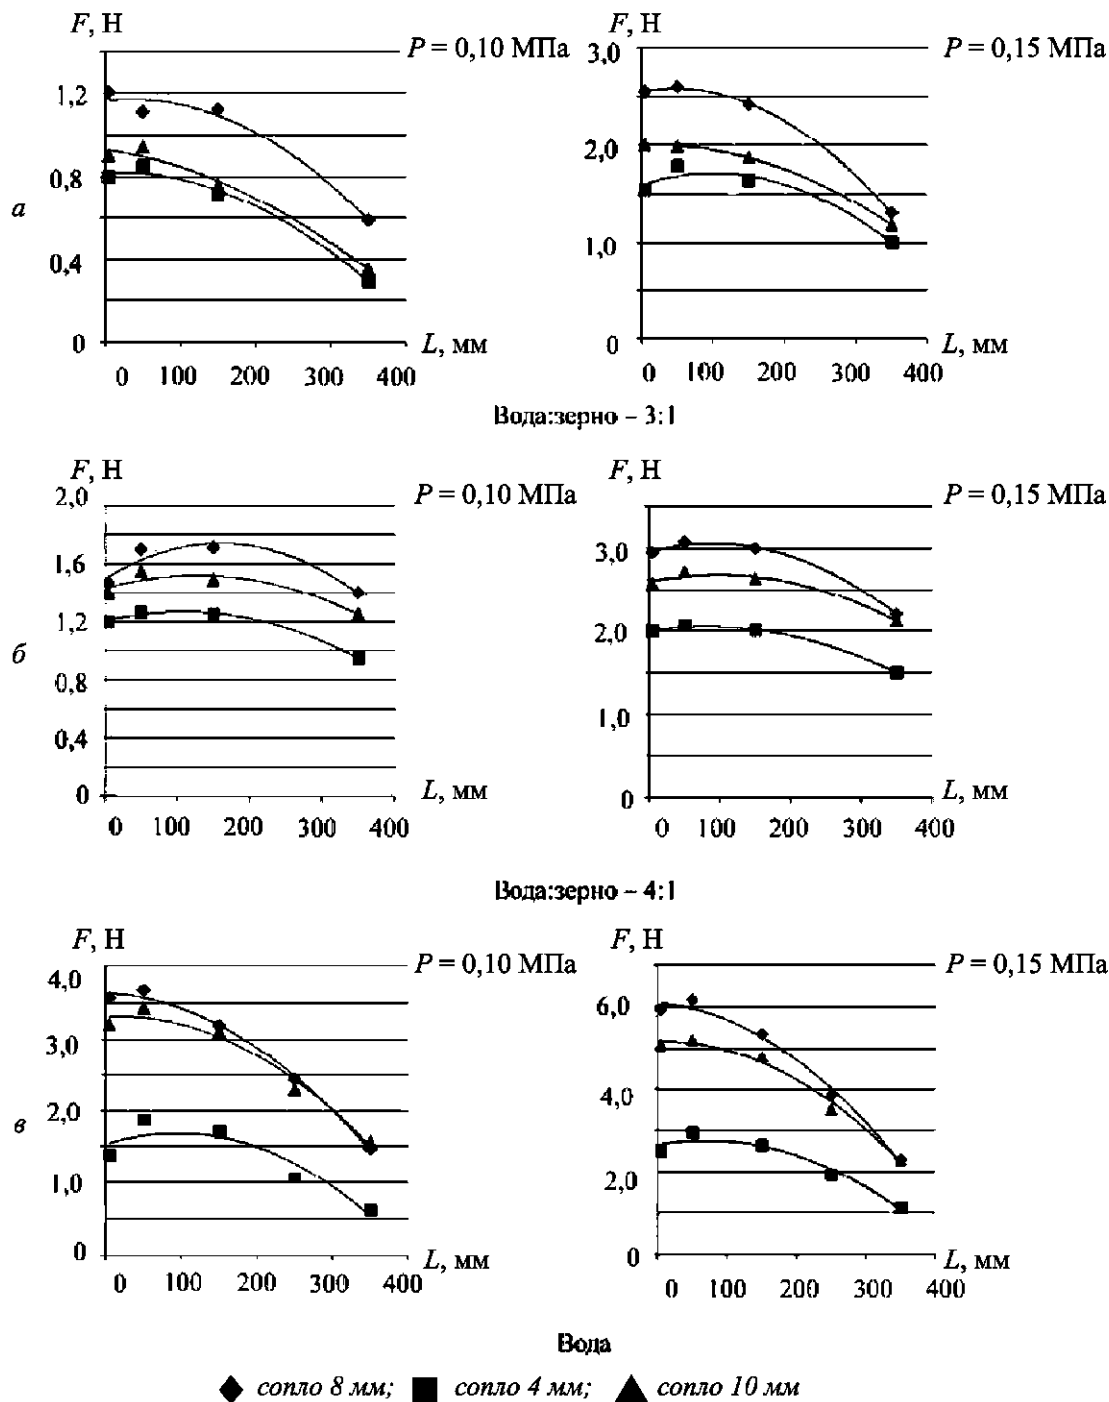 F, Н
P = 0,10 МПа
1,2
0,8
0,4
0
0 100 200 300 400
L, мм
F, Н
P = 0,15 МПа
3,0
2,0
1,0
0
0 100 200 300 400
L, мм
а
Вода:зерно – 3:1
F, Н
P = 0,10 МПа
2,0
1,6
1,2
0,8
0,4
0
0 100 200 300 400
L, мм
F, Н
P = 0,15 МПа
3,0
2,0
1,0
0
0 100 200 300 400
L, мм
б
Вода:зерно – 4:1
F, Н
P = 0,10 МПа
4,0
3,0
2,0
1,0
0
0 100 200 300 400
L, мм
F, Н
P = 0,15 МПа
6,0
4,0
2,0
0
0 100 200 300 400
L, мм
в
Вода
сопло 8 мм; сопло 4 мм; сопло 10 мм